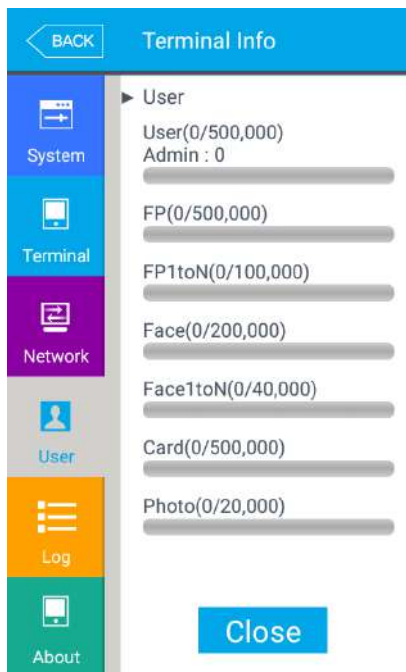 BACK
Terminal Info
System
Terminal
Network
User
Log
About
User
User(0/500,000)
Admin : 0
FP(0/500,000)
FP1toN(0/100,000)
Face(0/200,000)
Face1toN(0/40,000)
Card(0/500,000)
Photo(0/20,000)
Close